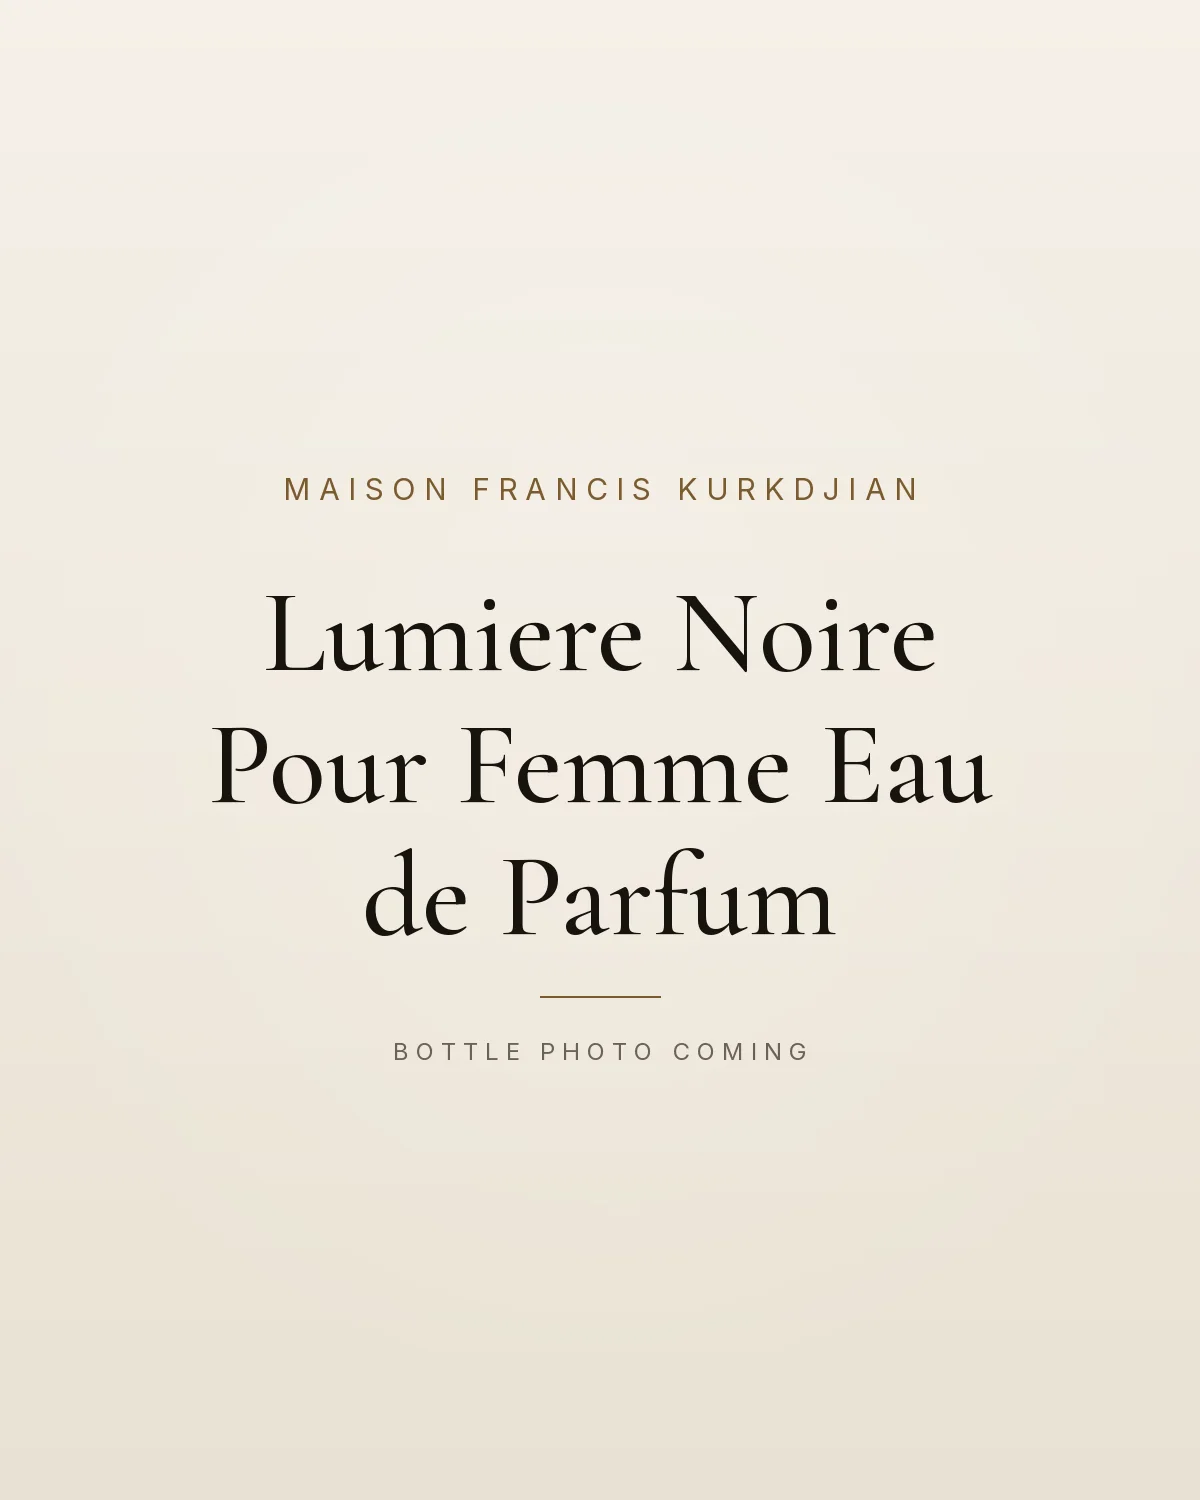 MAISON FRANCIS KURKDJIAN
Lumiere Noire
Pour Femme Eau
de Parfum
BOTTLE PHOTO COMING